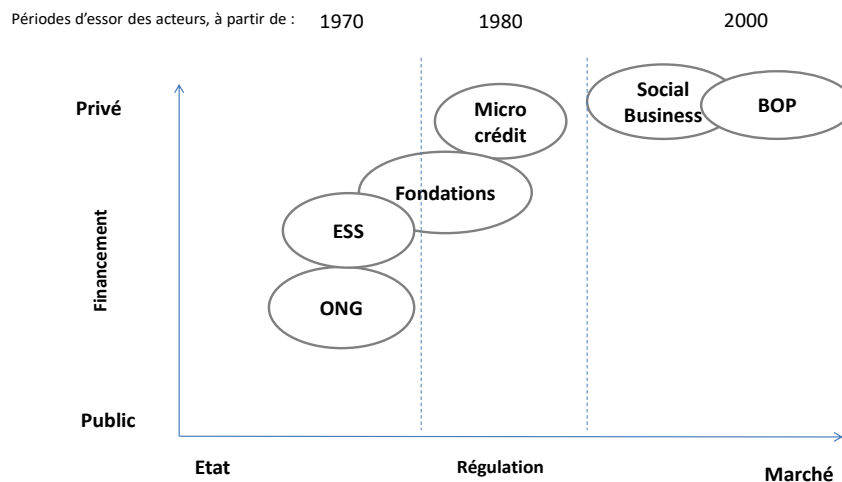 Périodes d'essor des acteurs, à partir de : 1970 1980 2000
Privé
Social
Business
BOP
Micro
crédit
Fondations
ESS
Financement
ONG
Public
Etat
Régulation
Marché